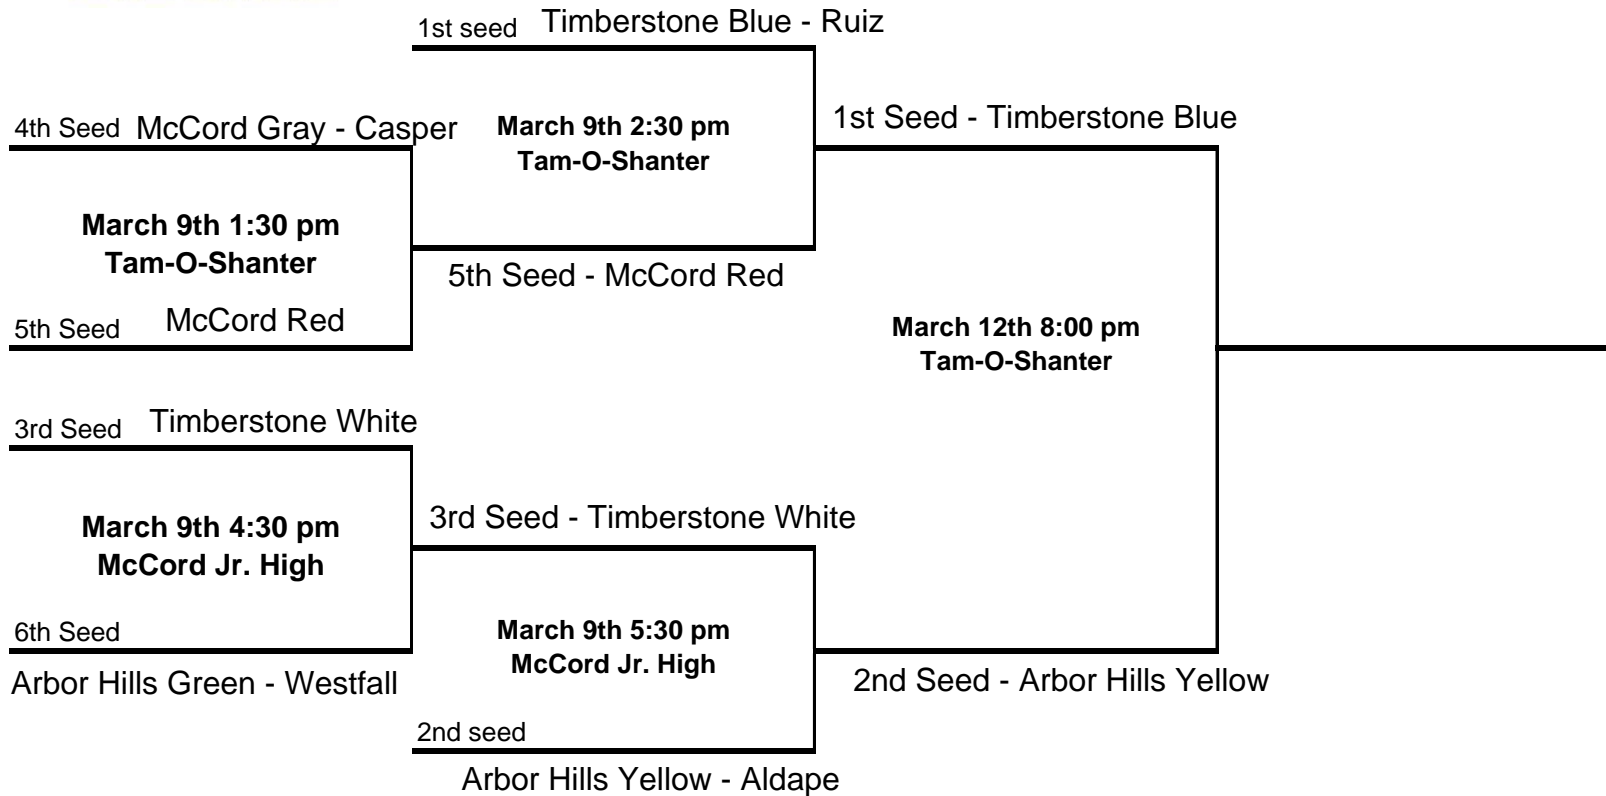 1st seed Timberstone Blue - Ruiz
4th Seed McCord Gray - Casper
March 9th 2:30 pm
Tam-O-Shanter
1st Seed - Timberstone Blue
March 9th 1:30 pm
Tam-O-Shanter
5th Seed - McCord Red
5th Seed McCord Red
March 12th 8:00 pm
Tam-O-Shanter
3rd Seed Timberstone White
March 9th 4:30 pm
McCord Jr. High
3rd Seed - Timberstone White
6th Seed
Arbor Hills Green - Westfall
March 9th 5:30 pm
McCord Jr. High
2nd Seed - Arbor Hills Yellow
2nd seed
Arbor Hills Yellow - Aldape